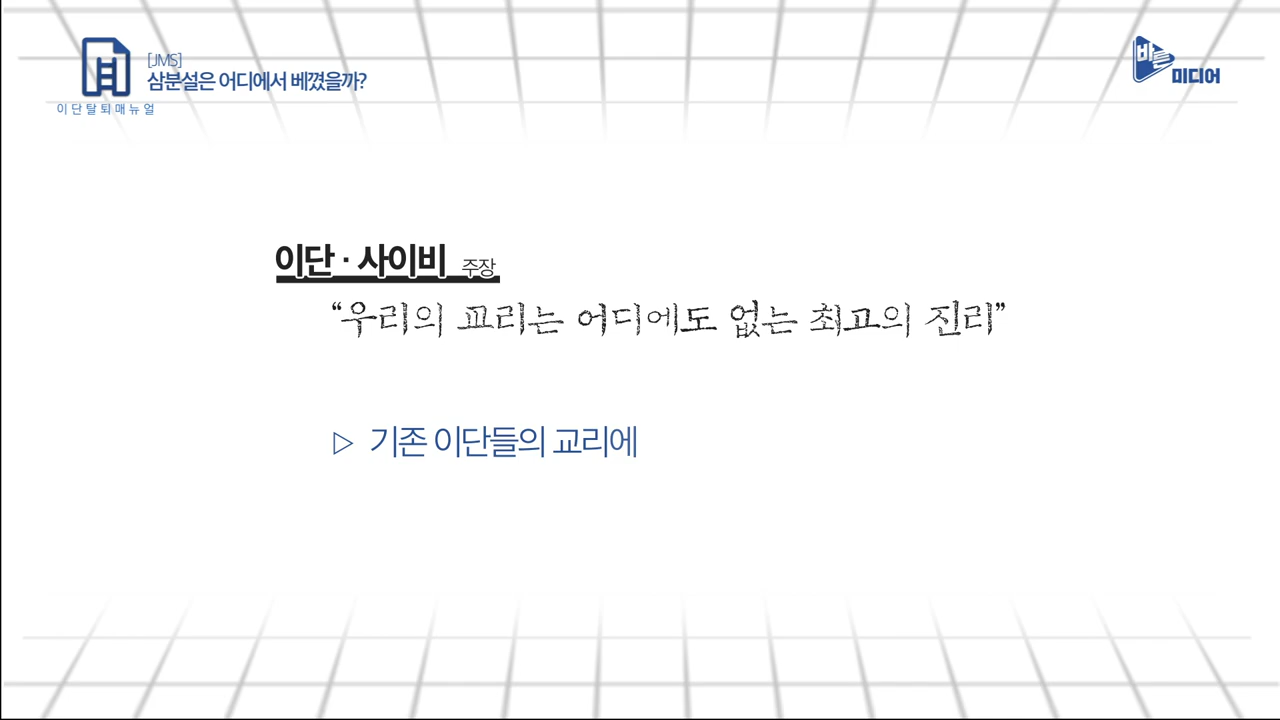 [JMS]
삼분설은 어디에서 베꼈을까?
이단탈퇴매뉴얼
바른
미디어
이단 · 사이비 주장
“우리의 교리는 어디에도 없는 최고의 진리”
▷ 기존 이단들의 교리에